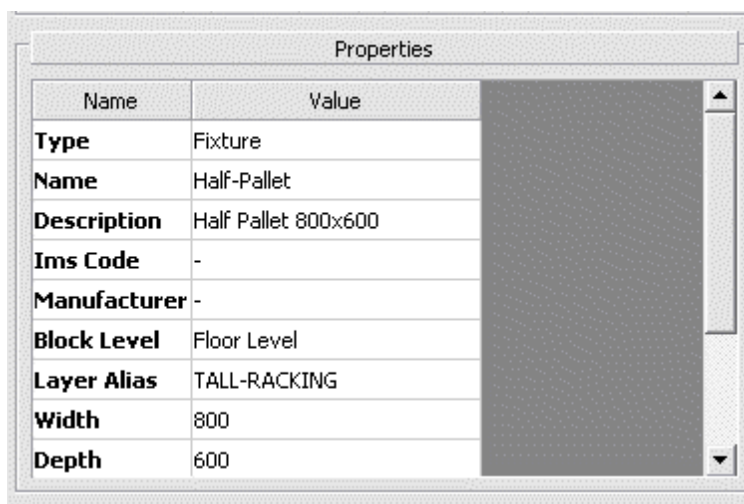 Properties
Name Value
Type Fixture
Name Half-Pallet
Description Half Pallet 800x600
Ims Code -
Manufacturer -
Block Level Floor Level
Layer Alias TALL-RACKING
Width 800
Depth 600